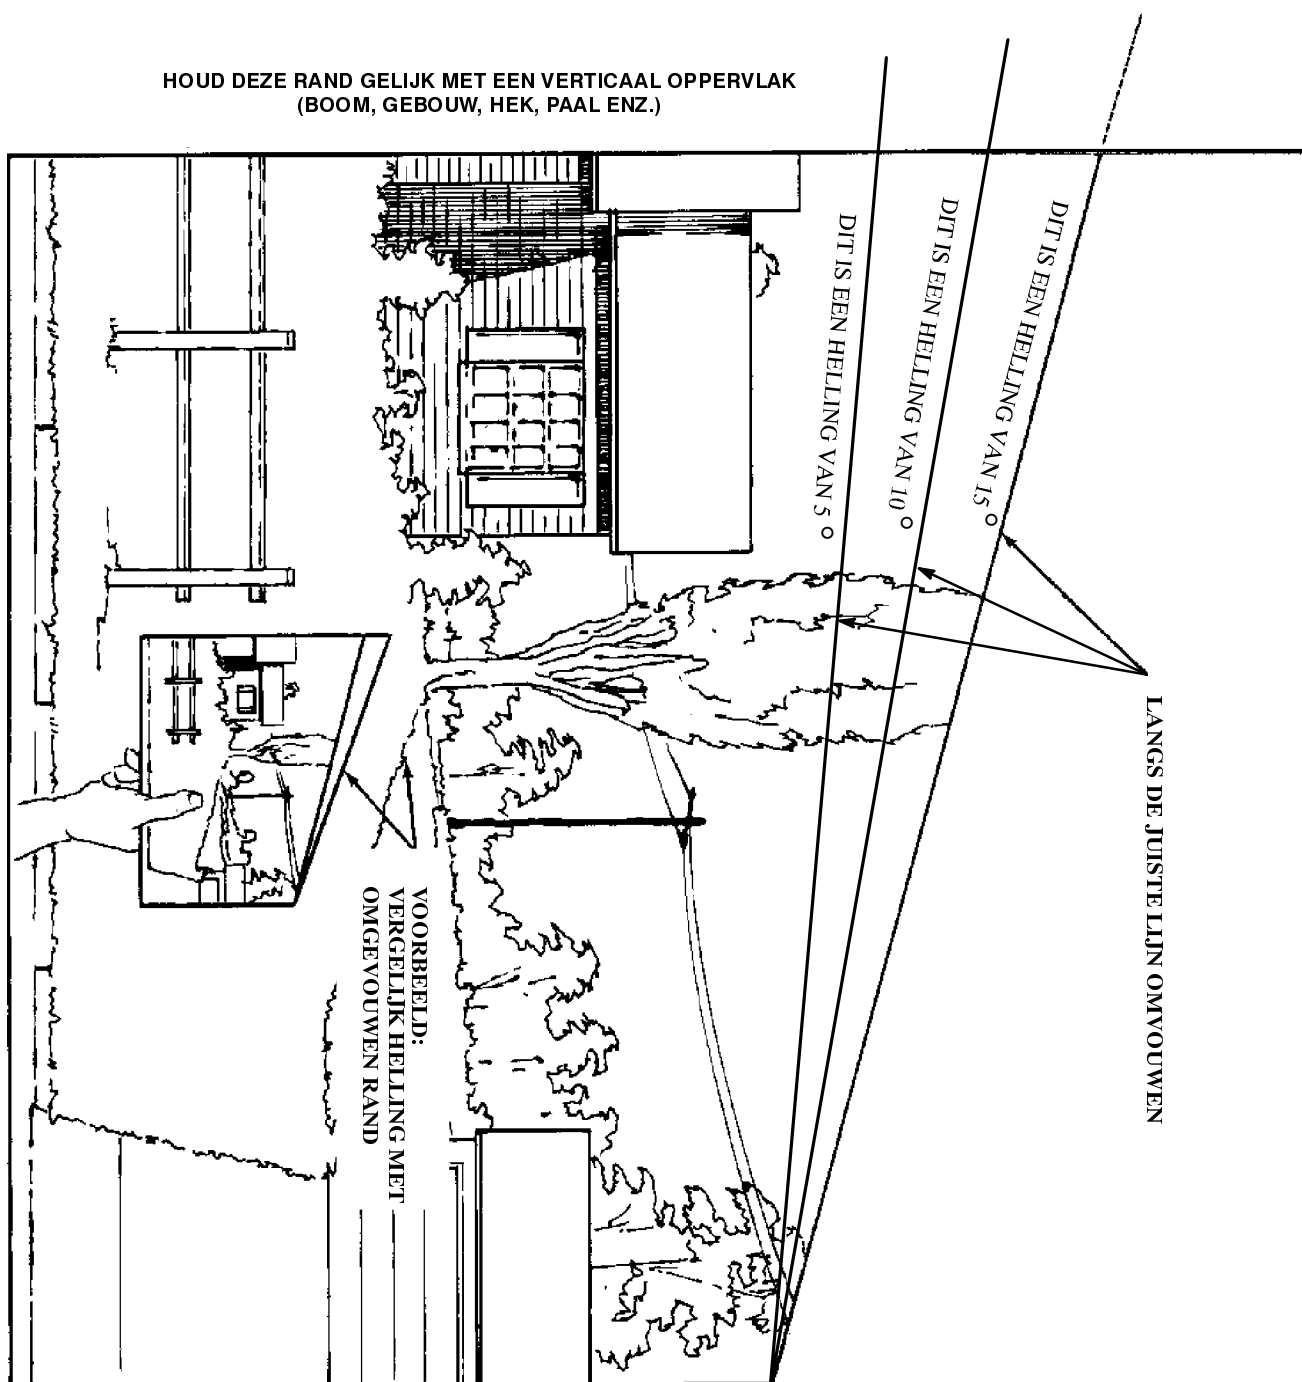 HOUD DEZE RAND GELIJK MET EEN VERTICAAL OPPERVLAK
(BOOM, GEBOUW, HEK, PAAL ENZ.)
DIT IS EEN HELLING VAN 15°
DIT IS EEN HELLING VAN 10°
DIT IS EEN HELLING VAN 5°
LANGS DE JUISTE LIJN OMVOUWEN
VOORBEELD:
VERGELIJK HELLING MET
OMGEVOUWEN RAND